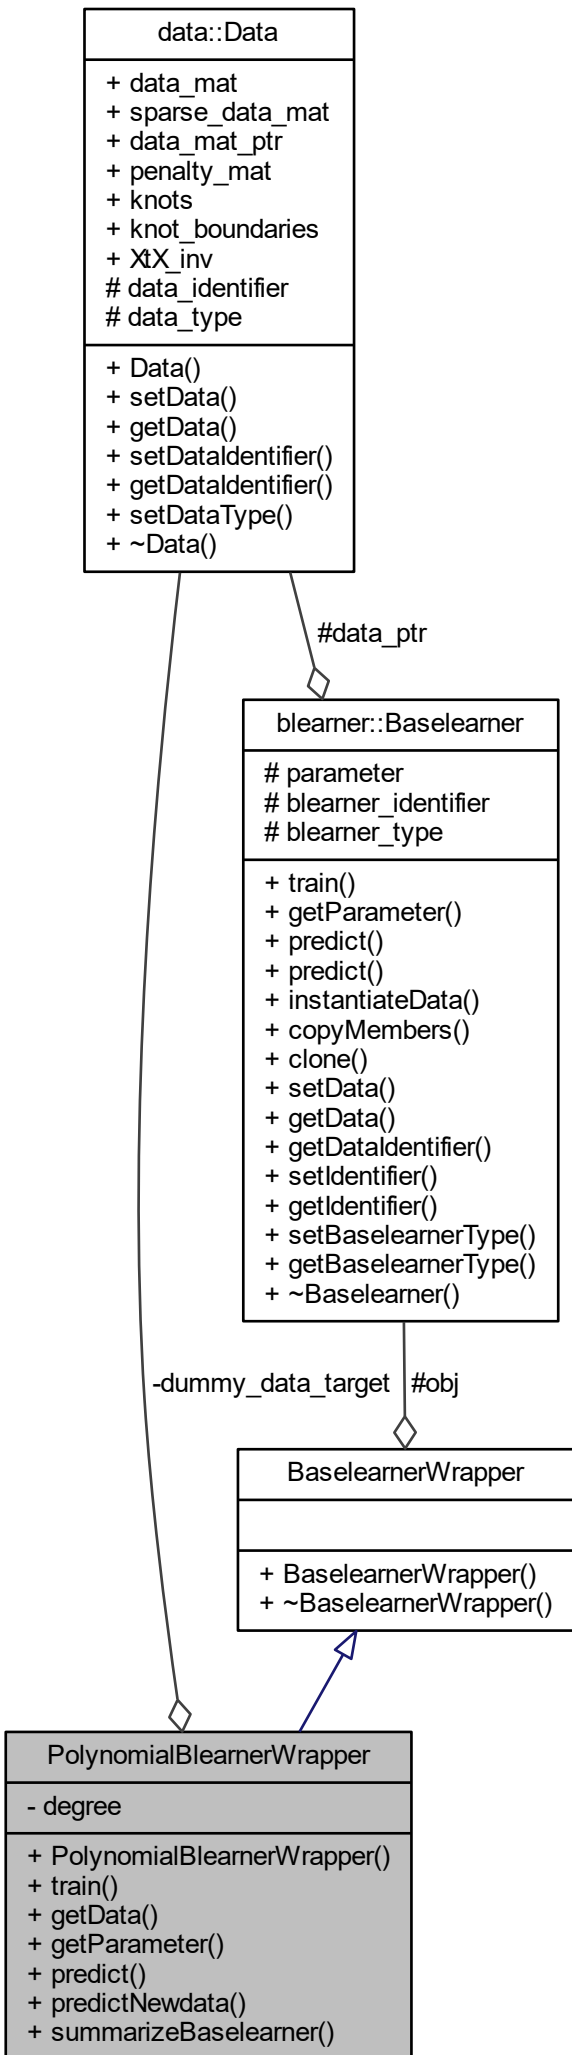 data::Data
+ data_mat
+ sparse_data_mat
+ data_mat_ptr
+ penalty_mat
+ knots
+ knot_boundaries
+ XtX_inv
# data_identifier
# data_type
+ Data()
+ setData()
+ getData()
+ setDataIdentifier()
+ getDataIdentifier()
+ setDataType()
+ ~Data()
#data_ptr
blearner::Baselearner
# parameter
# blearner_identifier
# blearner_type
+ train()
+ getParameter()
+ predict()
+ predict()
+ instantiateData()
+ copyMembers()
+ clone()
+ setData()
+ getData()
+ getDataIdentifier()
+ setIdentifier()
+ getIdentifier()
+ setBaselearnerType()
+ getBaselearnerType()
+ ~Baselearner()
-dummy_data_target
#obj
BaselearnerWrapper
+ BaselearnerWrapper()
+ ~BaselearnerWrapper()
PolynomialBlearnerWrapper
- degree
+ PolynomialBlearnerWrapper()
+ train()
+ getData()
+ getParameter()
+ predict()
+ predictNewdata()
+ summarizeBaselearner()